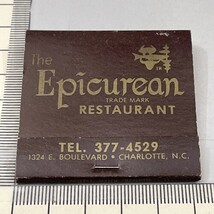 The
Epicurean
TRADE MARK
RESTAURANT
TEL. 377-4529
1324 E. BOULEVARD • CHARLOTTE, N.C.